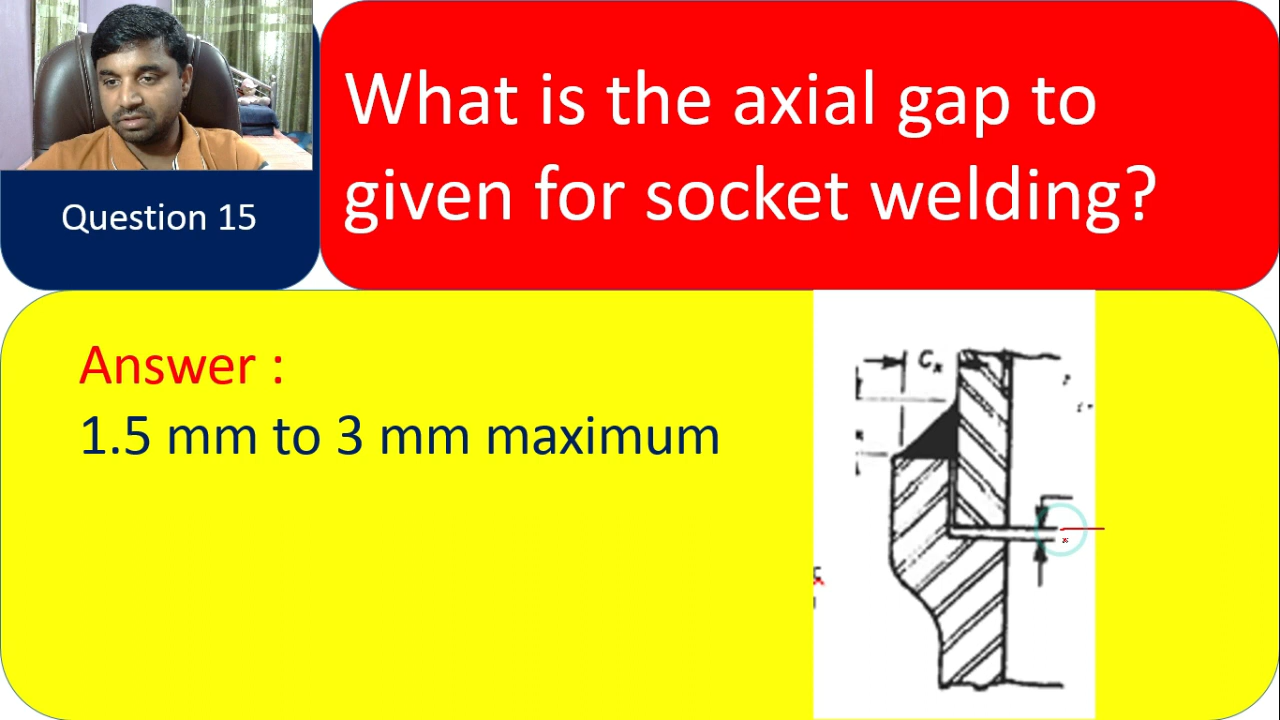 What is the axial gap to
given for socket welding?
Question 15
Answer :
1.5 mm to 3 mm maximum
Cx